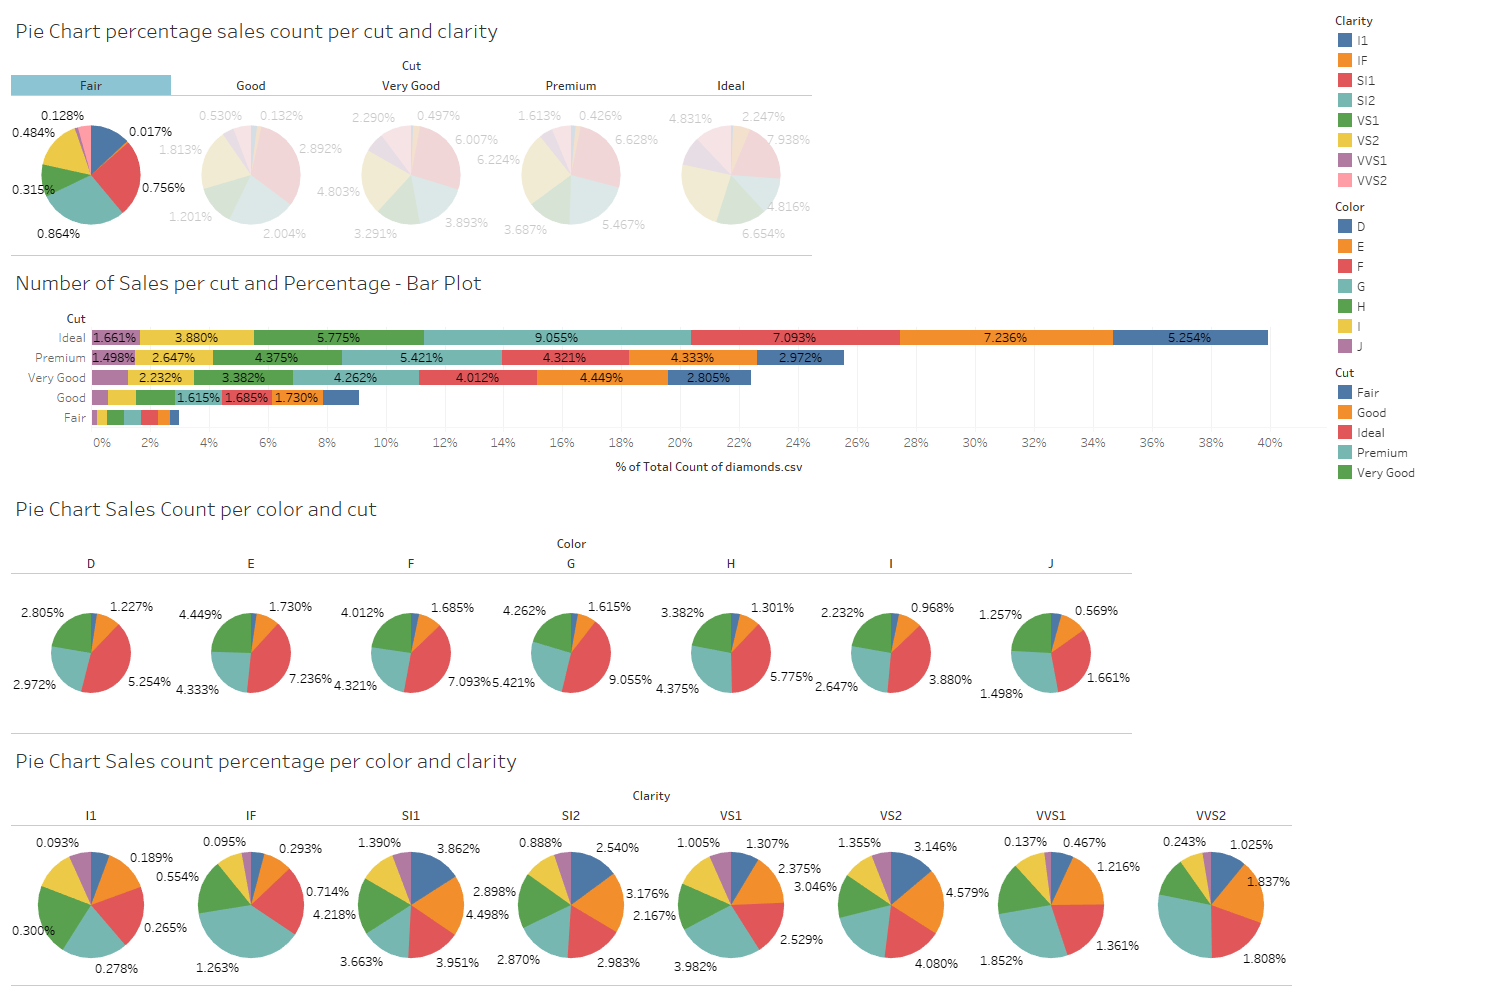 Pie Chart percentage sales count per cut and clarity
Cut
Fair Good Very Good Premium Ideal
0.128% 0.530% 0.132% 2.290% 0.497% 1.613% 0.426% 4.831% 2.247%
0.484% 0.017% 1.813% 2.892% 6.007% 6.628% 7.938%
6.224%
0.315% 0.756% 4.803%
1.201% 3.893% 3.687% 5.467% 4.816%
0.864% 2.004% 3.291% 6.654%
Number of Sales per cut and Percentage - Bar Plot
Cut
Ideal 1.661% 3.880% 5.775% 9.055% 7.093% 7.236% 5.254%
Premium 1.498% 2.647% 4.375% 5.421% 4.321% 4.333% 2.972%
Very Good 2.232% 3.382% 4.262% 4.012% 4.449% 2.805%
Good 1.615% 1.685% 1.730%
Fair
0% 2% 4% 6% 8% 10% 12% 14% 16% 18% 20% 22% 24% 26% 28% 30% 32% 34% 36% 38% 40%
% of Total Count of diamonds.csv
Pie Chart Sales Count per color and cut
Color
D E F G H I J
2.805% 1.227% 4.449% 1.730% 4.012% 1.685% 4.262% 1.615% 3.382% 1.301% 2.232% 0.968% 1.257% 0.569%
2.972% 5.254% 4.333% 7.236% 4.321% 7.093% 5.421% 9.055% 4.375% 5.775% 2.647% 3.880% 1.498% 1.661%
Pie Chart Sales count percentage per color and clarity
Clarity
I1 IF SI1 SI2 VS1 VS2 VVS1 VVS2
0.093% 0.095% 0.293% 1.390% 3.862% 0.888% 2.540% 1.005% 1.307% 1.355% 3.146% 0.137% 0.467% 0.243% 1.025%
0.189% 2.375% 1.216%
0.554% 0.714% 2.898% 3.176% 3.046% 4.579% 1.837%
0.300% 0.265% 4.218% 4.498% 2.167% 2.529% 1.361%
0.278% 1.263% 3.663% 3.951% 2.870% 2.983% 3.982% 4.080% 1.852% 1.808%
Clarity
I1
IF
SI1
SI2
VS1
VS2
VVS1
VVS2
Color
D
E
F
G
H
I
J
Cut
Fair
Good
Ideal
Premium
Very Good